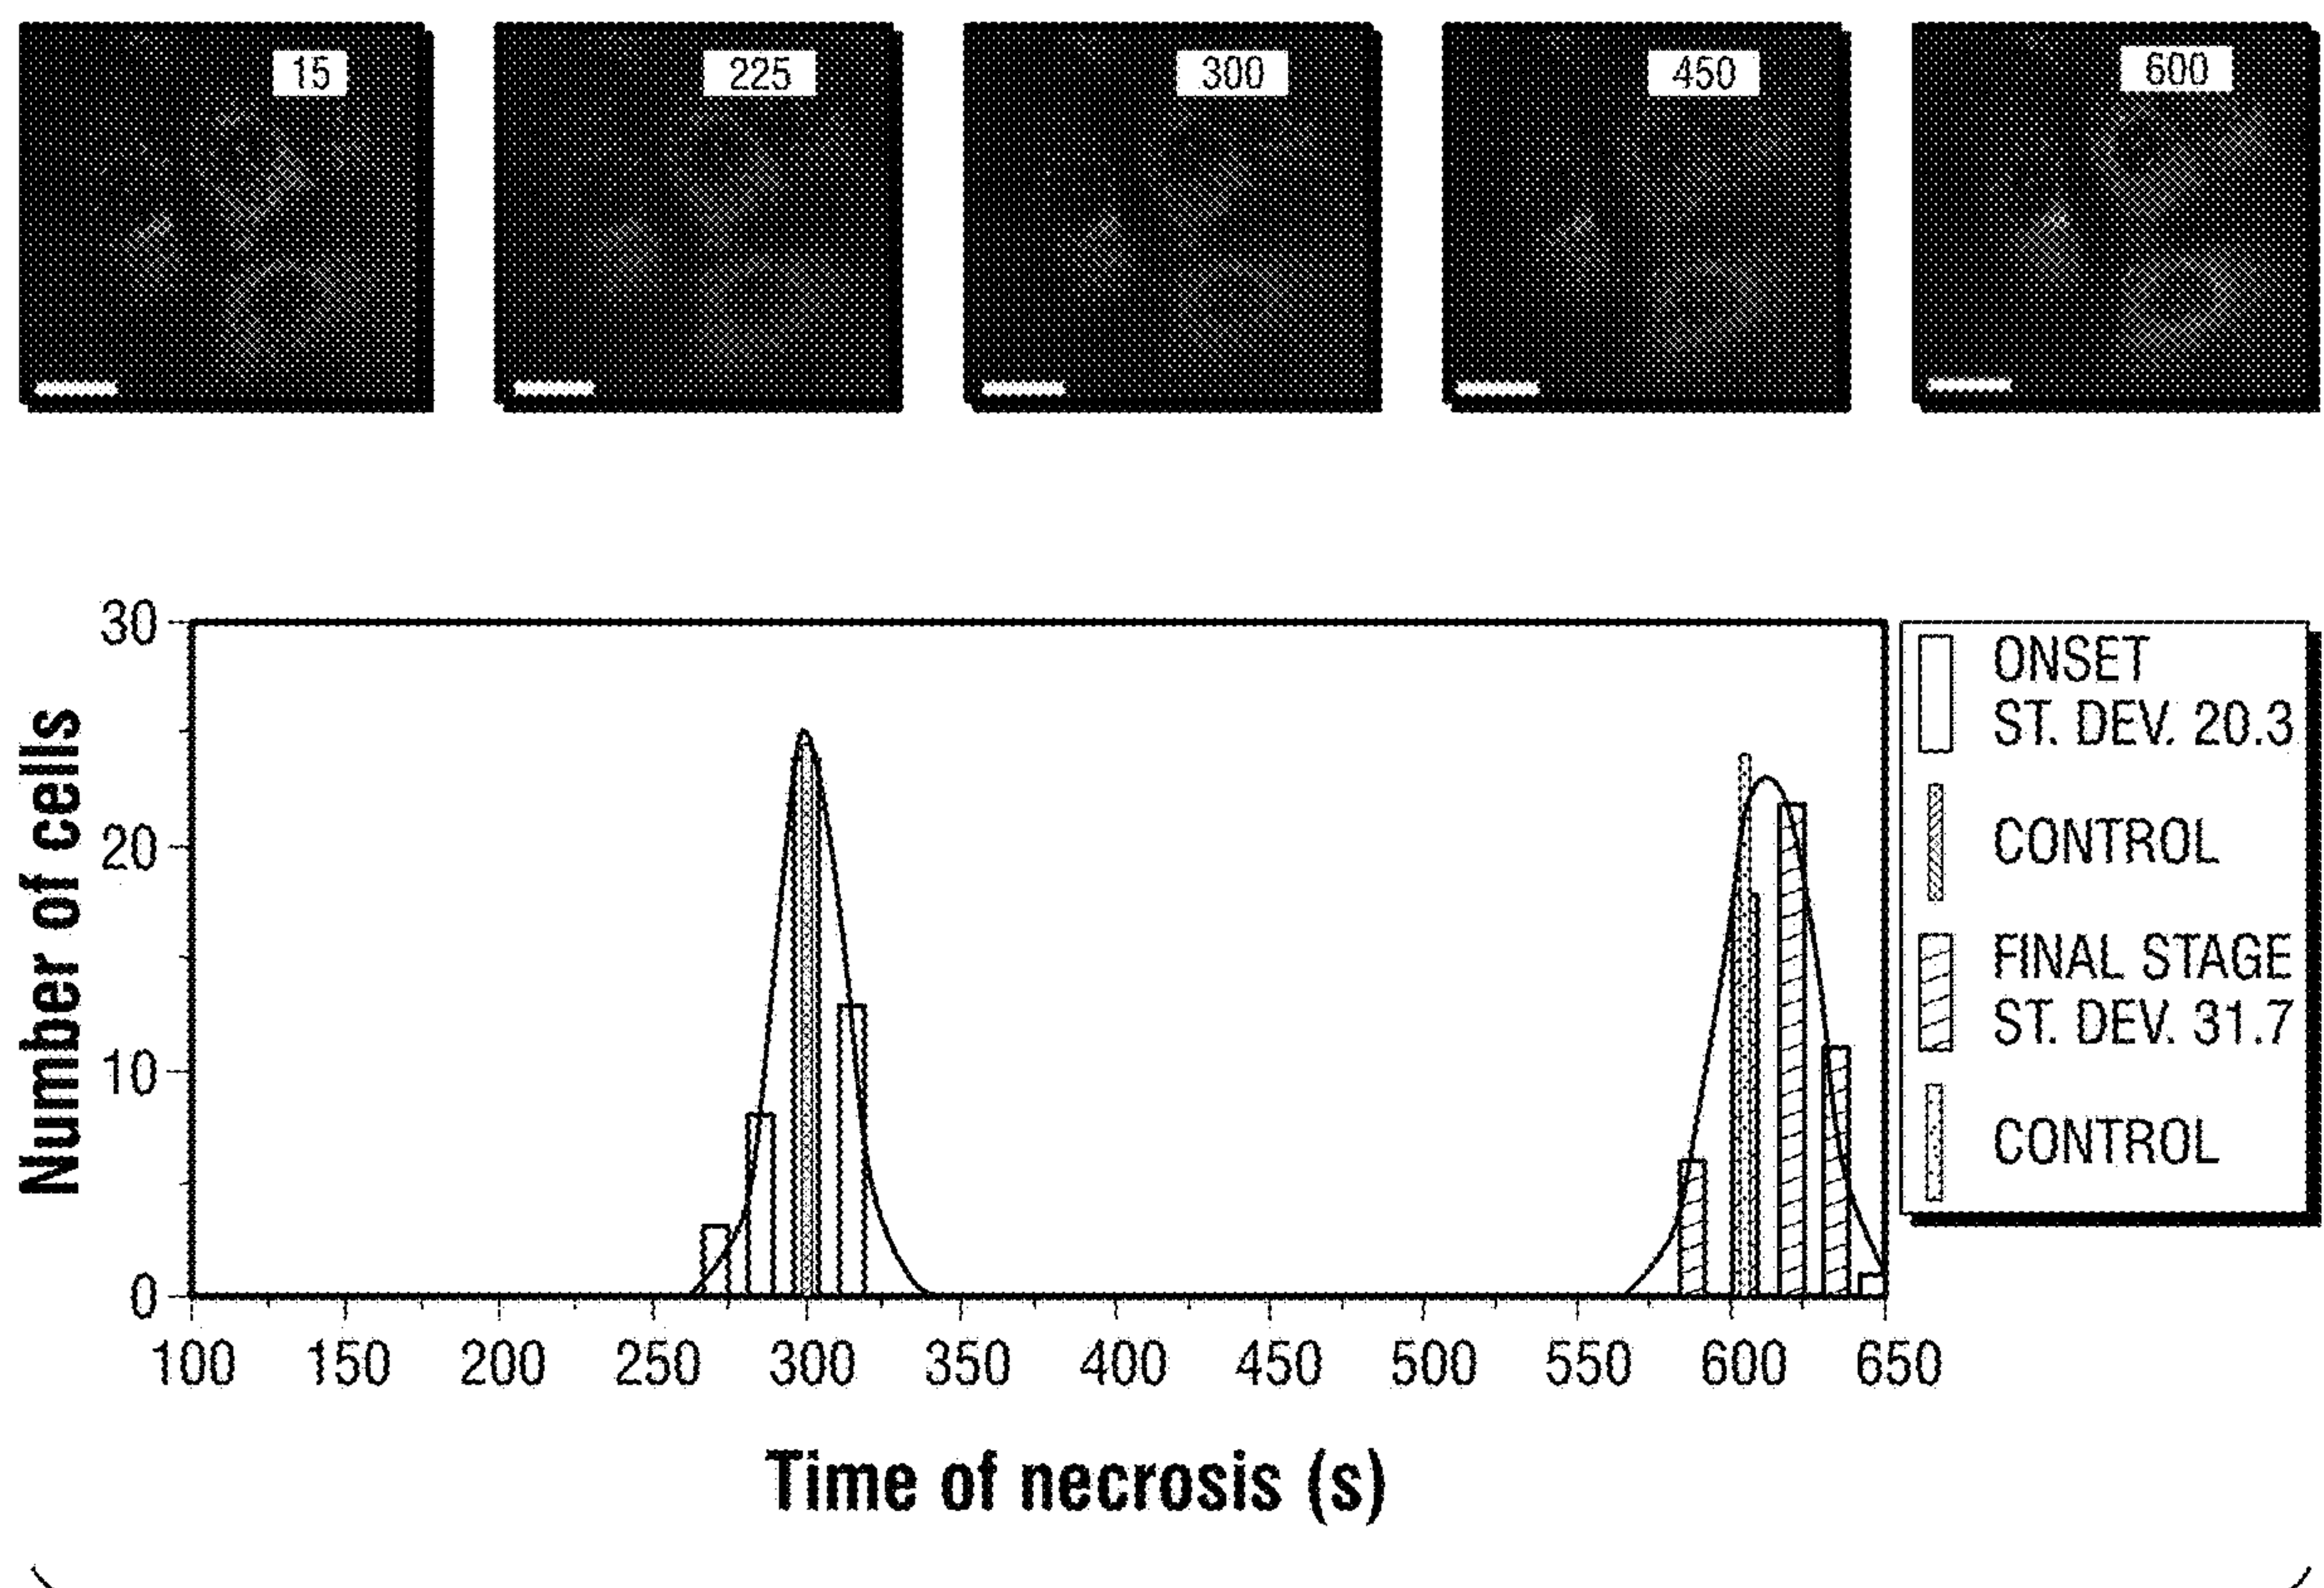 15
225
300
450
600
30
20
10
0
Number of cells
100 150 200 250 300 350 400 450 500 550 600 650
Time of necrosis (s)
ONSET
ST. DEV. 20.3
CONTROL
FINAL STAGE
ST. DEV. 31.7
CONTROL